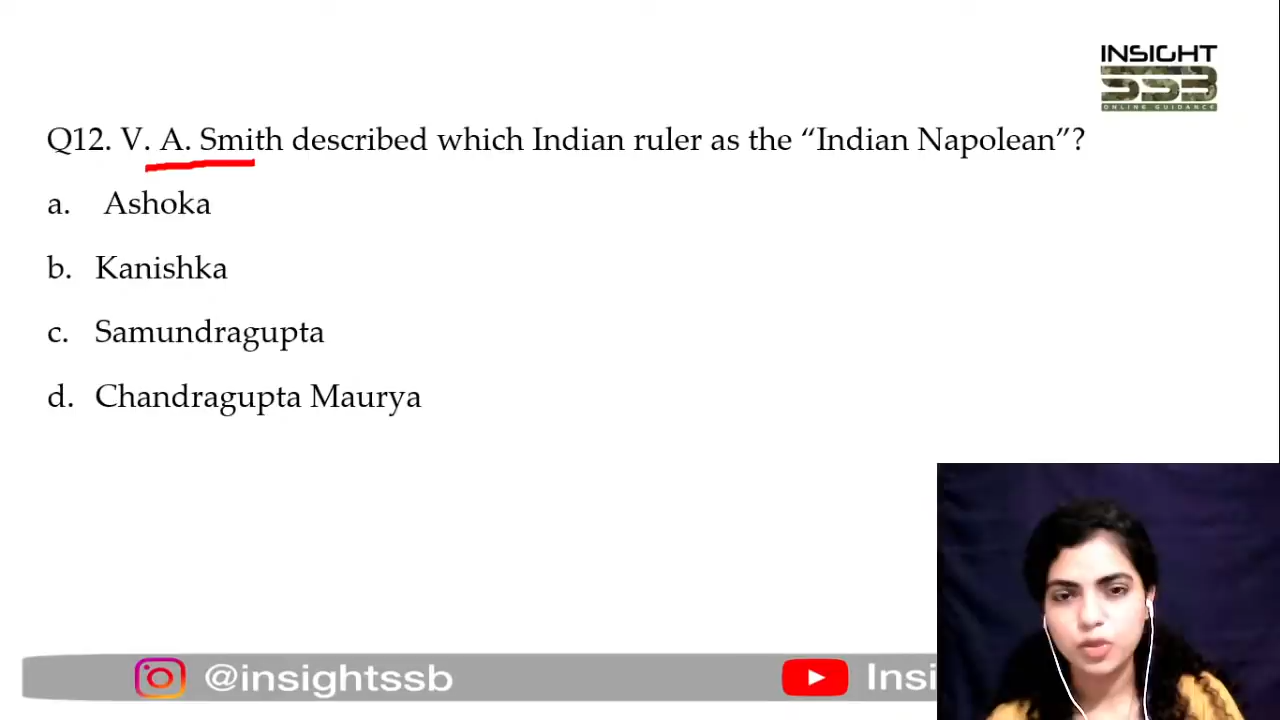 INSIGHT
SSB
ONLINE GUIDANCE
Q12. V. A. Smith described which Indian ruler as the “Indian Napolean”?
a. Ashoka
b. Kanishka
c. Samundragupta
d. Chandragupta Maurya
@insightssb
Insi